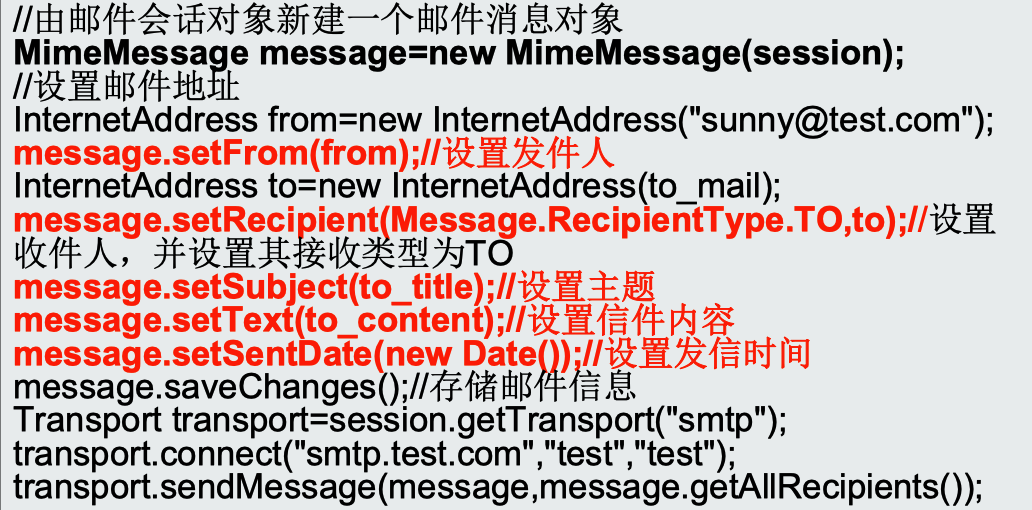 //由邮件会话对象新建一个邮件消息对象
MimeMessage message=new MimeMessage(session);
//设置邮件地址
InternetAddress from=new InternetAddress("sunny@test.com");
message.setFrom(from);//设置发件人
InternetAddress to=new InternetAddress(to_mail);
message.setRecipient(Message.RecipientType.TO,to);//设置
收件人，并设置其接收类型为TO
message.setSubject(to_title);//设置主题
message.setText(to_content);//设置信件内容
message.setSentDate(new Date());//设置发信时间
message.saveChanges();//存储邮件信息
Transport transport=session.getTransport("smtp");
transport.connect("smtp.test.com","test","test");
transport.sendMessage(message,message.getAllRecipients());